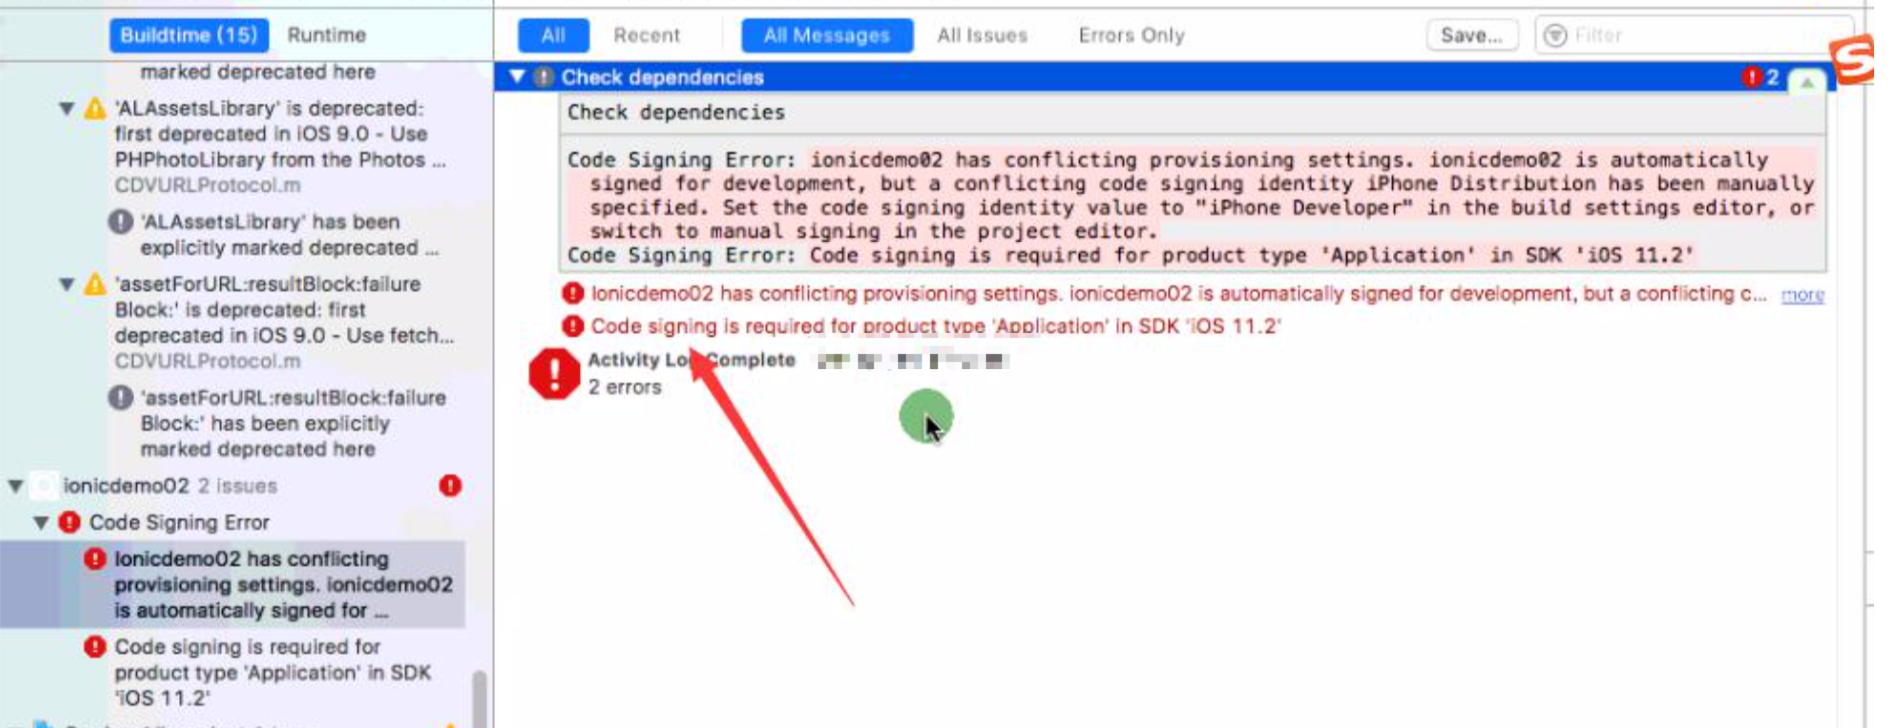 Buildtime (15) Runtime
marked deprecated here
'ALAssetsLibrary' is deprecated:
first deprecated in iOS 9.0 - Use
PHPhotoLibrary from the Photos ...
CDVURLProtocol.m
'ALAssetsLibrary' has been
explicitly marked deprecated ...
'assetForURL:resultBlock:failure
Block:' is deprecated: first
deprecated in iOS 9.0 - Use fetch...
CDVURLProtocol.m
'assetForURL:resultBlock:failure
Block:' has been explicitly
marked deprecated here
ionicdemo02 2 issues
Code Signing Error
Ionicdemo02 has conflicting
provisioning settings. ionicdemo02
is automatically signed for ...
Code signing is required for
product type 'Application' in SDK
'iOS 11.2'
All Recent All Messages All Issues Errors Only Save... Filter
Check dependencies 2
Check dependencies
Code Signing Error: ionicdemo02 has conflicting provisioning settings. ionicdemo02 is automatically
signed for development, but a conflicting code signing identity iPhone Distribution has been manually
specified. Set the code signing identity value to "iPhone Developer" in the build settings editor, or
switch to manual signing in the project editor.
Code Signing Error: Code signing is required for product type 'Application' in SDK 'iOS 11.2'
Ionicdemo02 has conflicting provisioning settings. ionicdemo02 is automatically signed for development, but a conflicting c... more
Code signing is required for product type 'Application' in SDK 'iOS 11.2'
Activity Log Complete
2 errors